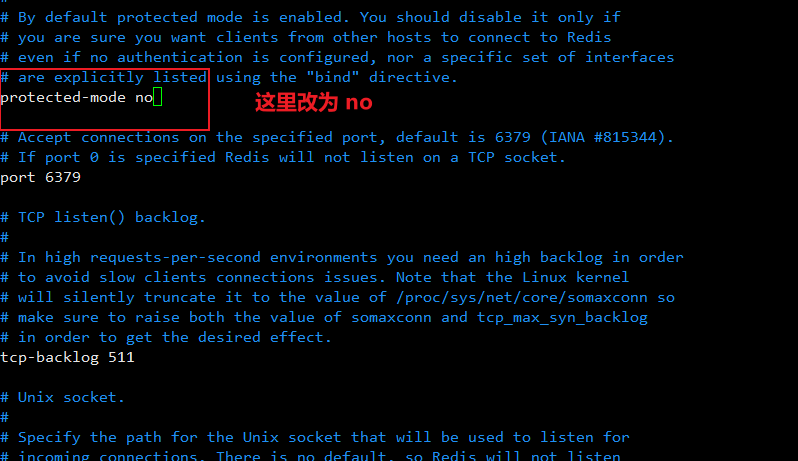 #
# By default protected mode is enabled. You should disable it only if
# you are sure you want clients from other hosts to connect to Redis
# even if no authentication is configured, nor a specific set of interfaces
# are explicitly listed using the "bind" directive.
protected-mode no
这里改为 no
# Accept connections on the specified port, default is 6379 (IANA #815344).
# If port 0 is specified Redis will not listen on a TCP socket.
port 6379
# TCP listen() backlog.
#
# In high requests-per-second environments you need an high backlog in order
# to avoid slow clients connections issues. Note that the Linux kernel
# will silently truncate it to the value of /proc/sys/net/core/somaxconn so
# make sure to raise both the value of somaxconn and tcp_max_syn_backlog
# in order to get the desired effect.
tcp-backlog 511
# Unix socket.
#
# Specify the path for the Unix socket that will be used to listen for
# incoming connections. There is no default, so Redis will not listen